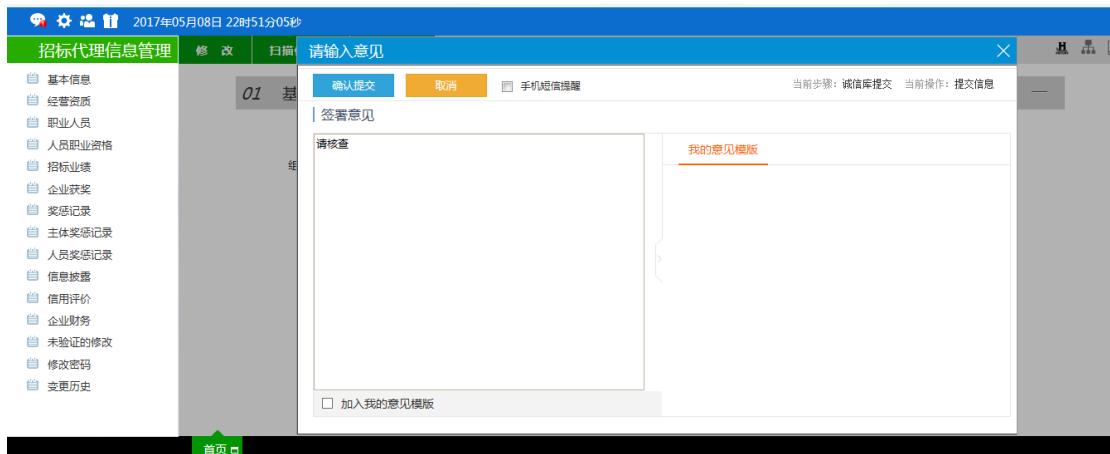 2017年05月08日 22时51分05秒
招标代理信息管理
修 改
扫描
请输入意见
基本信息
经营资质
职业人员
人员职业资格
招标业绩
企业获奖
奖惩记录
主体奖惩记录
人员奖惩记录
信息披露
信用评价
企业财务
未验证的修改
修改密码
变更历史
01 基
组
确认提交
取消
手机短信提醒
当前步骤：诚信库提交 当前操作：提交信息
签署意见
请核查
我的意见模版
加入我的意见模版
首页